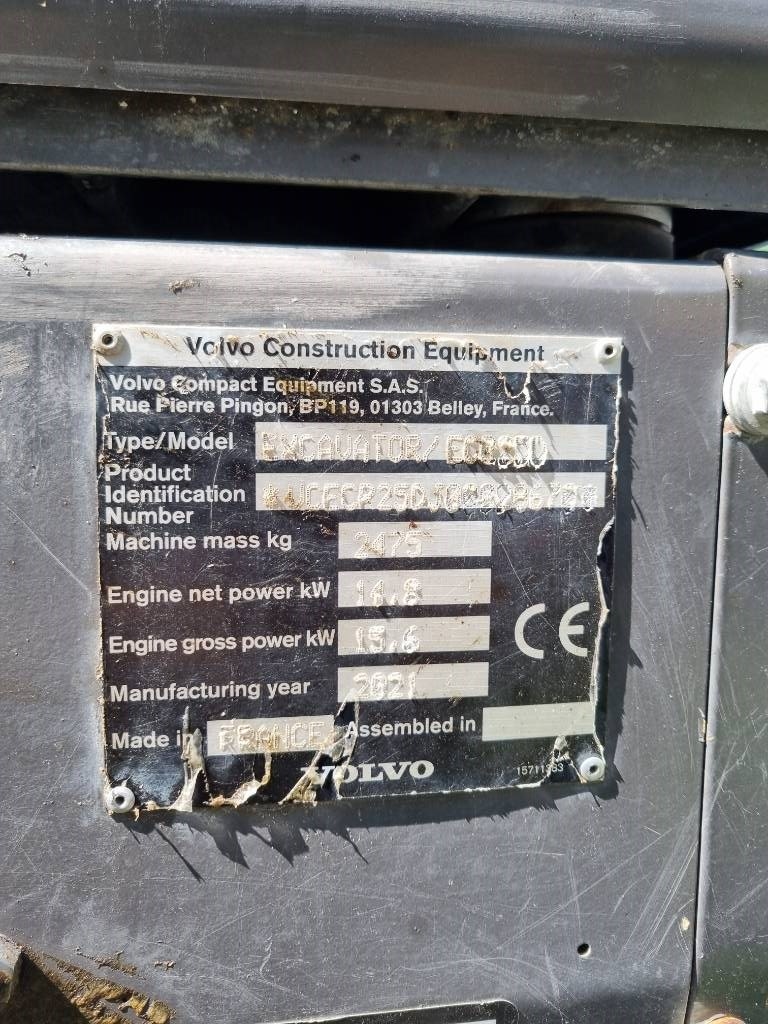 Volvo Construction Equipment
Volvo Compact Equipment S.A.S.
Rue Pierre Pingon, BP119, 01303 Belley, France.
Type/Model EXCAVATOR/
Product
Identification
Number
Machine mass kg 2475
Engine net power kW 14,8
Engine gross power kW 15,6
CE
Manufacturing year 2021
Made in FRANCE Assembled in
VOLVO